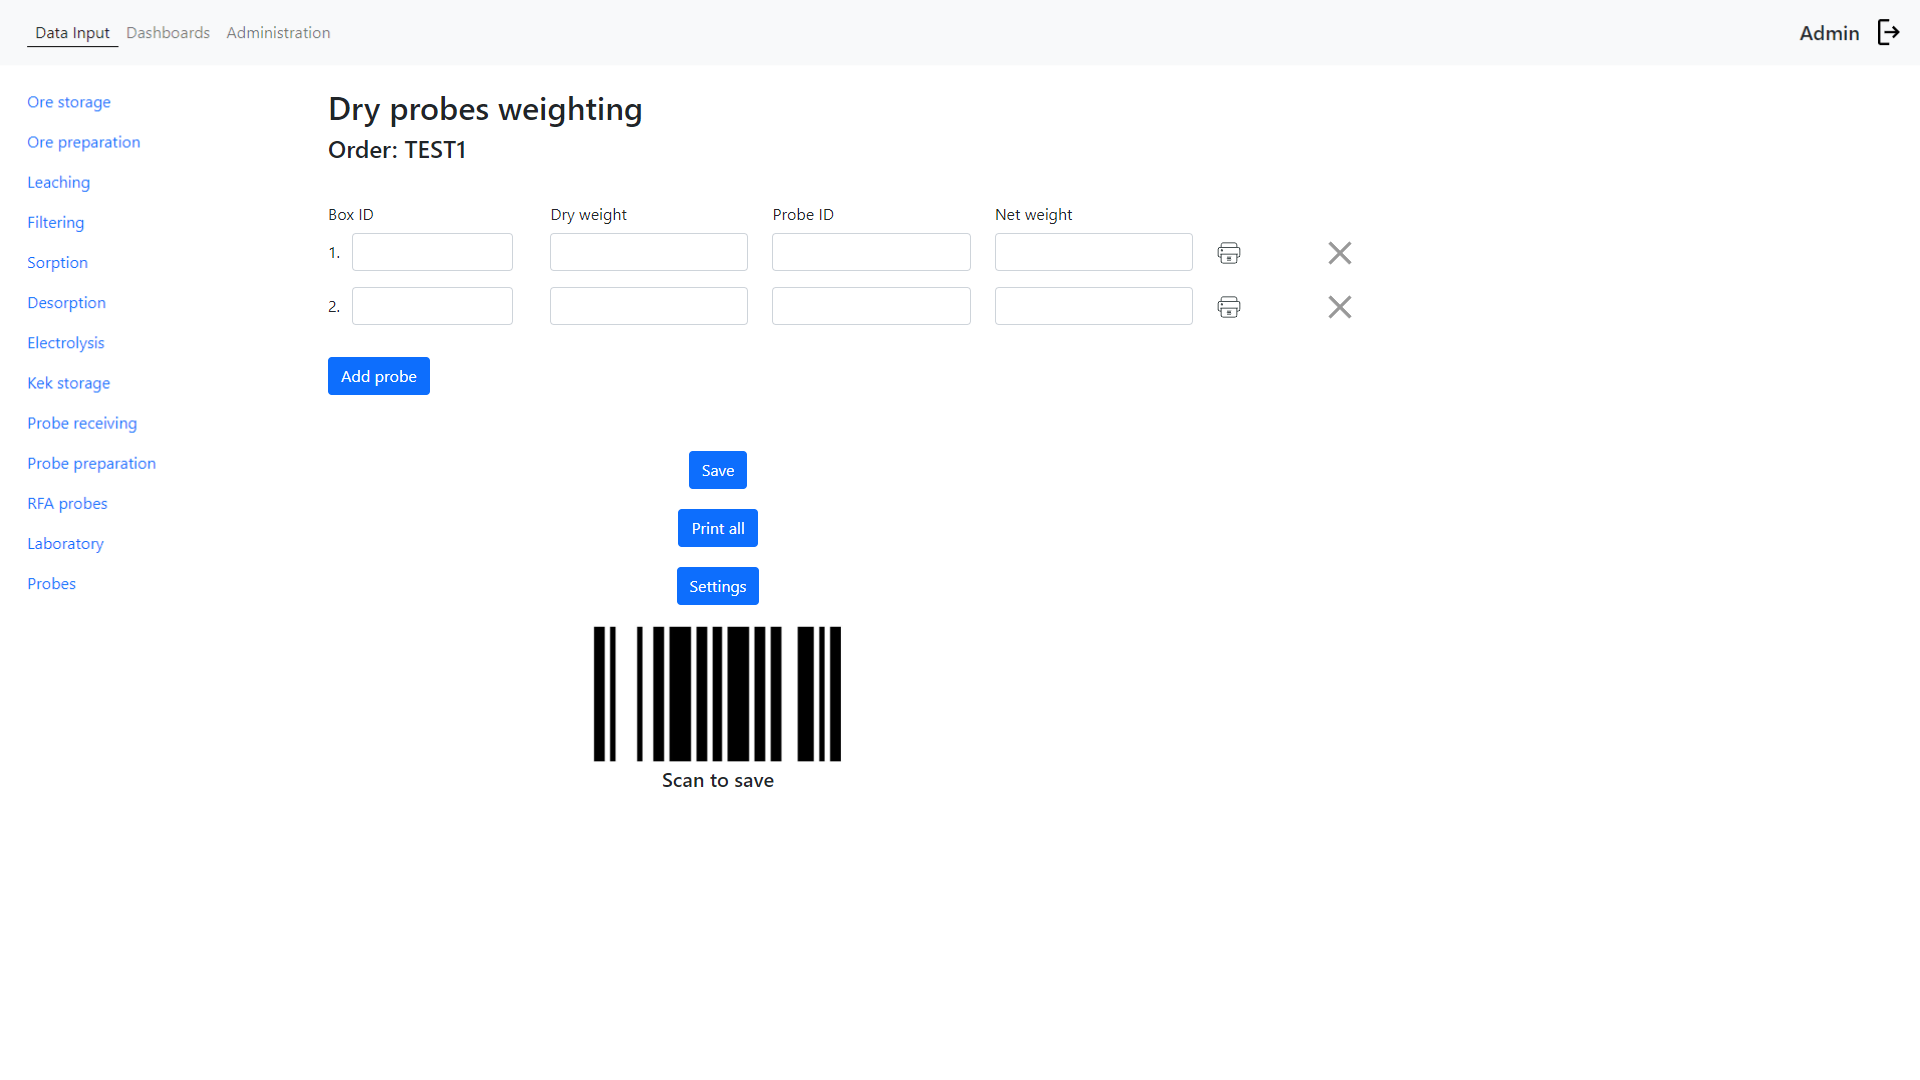 Data Input Dashboards Administration Admin
Ore storage
Ore preparation
Leaching
Filtering
Sorption
Desorption
Electrolysis
Kek storage
Probe receiving
Probe preparation
RFA probes
Laboratory
Probes
Dry probes weighting
Order: TEST1
Box ID Dry weight Probe ID Net weight
1.
2.
Add probe
Save
Print all
Settings
Scan to save